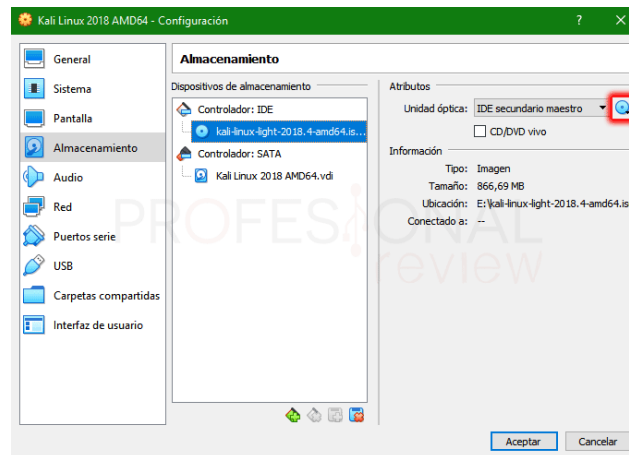 Kali Linux 2018 AMD64 - Configuración
? ×
General
Sistema
Pantalla
Almacenamiento
Audio
Red
Puertos serie
USB
Carpetas compartidas
Interfaz de usuario
Almacenamiento
Dispositivos de almacenamiento
Controlador: IDE
kali-linux-light-2018.4-amd64.is...
Controlador: SATA
Kali Linux 2018 AMD64.vdi
Atributos
Unidad óptica: IDE secundario maestro
CD/DVD vivo
Información
Tipo: Imagen
Tamaño: 866,69 MB
Ubicación: E:\kali-linux-light-2018.4-amd64.is
Conectado a: --
PROFESIONAL
review
Aceptar Cancelar